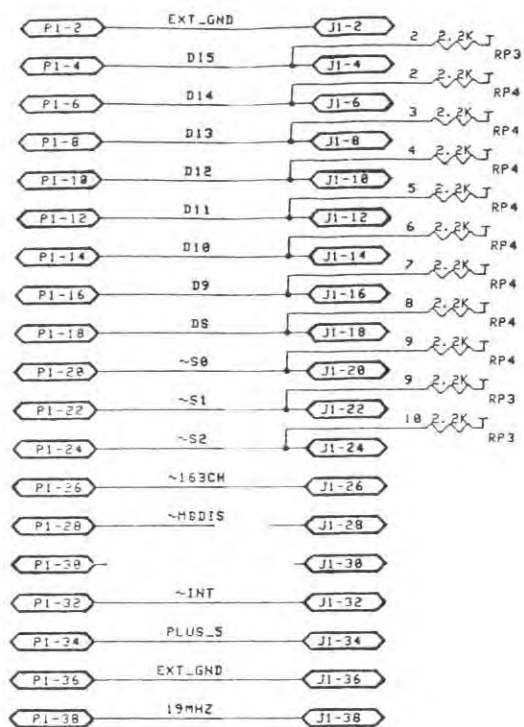 P1-2 EXT_GND J1-2
2 2.2K RP3
P1-4 D15 J1-4
2 2.2K RP4
P1-6 D14 J1-6
3 2.2K RP4
P1-8 D13 J1-8
4 2.2K RP4
P1-10 D12 J1-10
5 2.2K RP4
P1-12 D11 J1-12
6 2.2K RP4
P1-14 D10 J1-14
7 2.2K RP4
P1-16 D9 J1-16
8 2.2K RP4
P1-18 D8 J1-18
9 2.2K RP4
P1-20 ~S0 J1-20
9 2.2K RP3
P1-22 ~S1 J1-22
10 2.2K RP3
P1-24 ~S2 J1-24
P1-26 ~163CH J1-26
P1-28 ~MBDIS J1-28
P1-30 J1-30
P1-32 ~INT J1-32
P1-34 PLUS_5 J1-34
P1-36 EXT_GND J1-36
P1-38 19MHZ J1-38